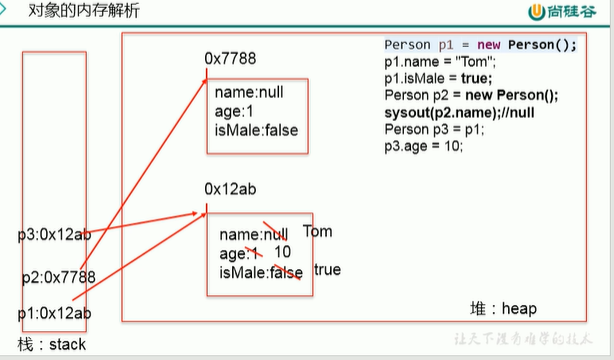 对象的内存解析
尚硅谷
Person p1 = new Person();
p1.name = "Tom";
p1.isMale = true;
Person p2 = new Person();
sysout(p2.name);//null
Person p3 = p1;
p3.age = 10;
0x7788
name:null
age:1
isMale:false
0x12ab
name:null Tom
age:1 10
isMale:false true
p3:0x12ab
p2:0x7788
p1:0x12ab
栈：stack
堆：heap
让天下没有难学的技术